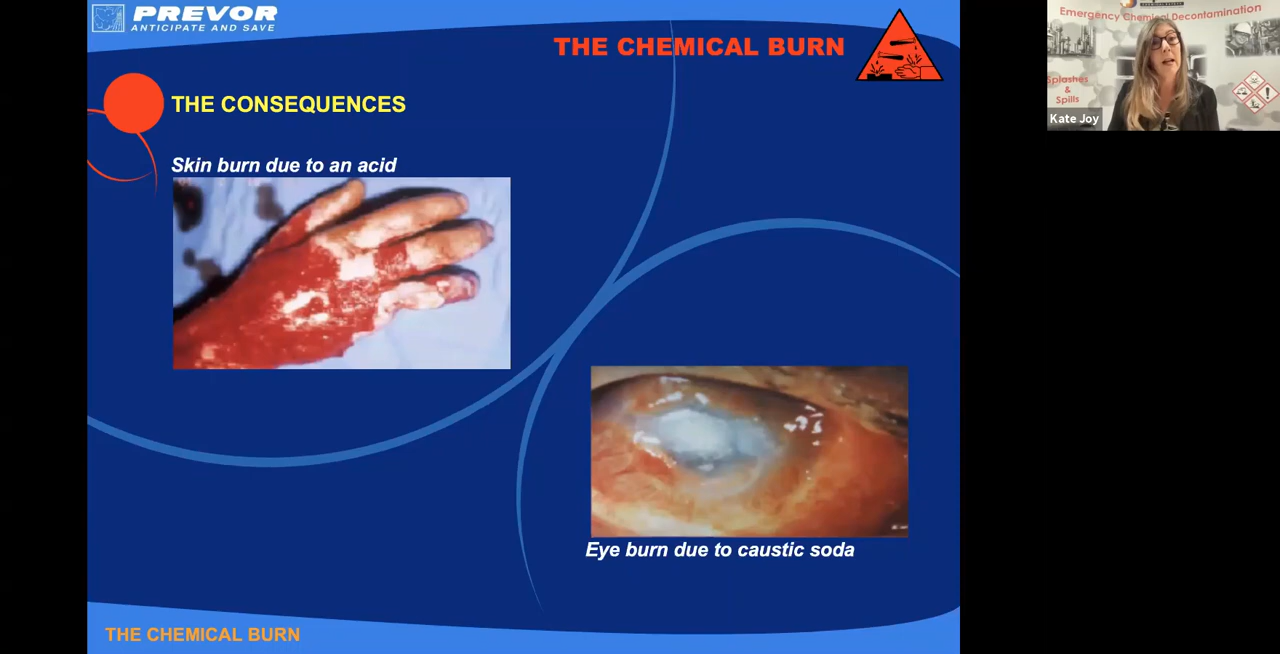 PREVOR
ANTICIPATE AND SAVE
THE CHEMICAL BURN
THE CONSEQUENCES
Skin burn due to an acid
Eye burn due to caustic soda
THE CHEMICAL BURN
Emergency Chemical Decontamination
Splashes
&
Spills
Kate Joy